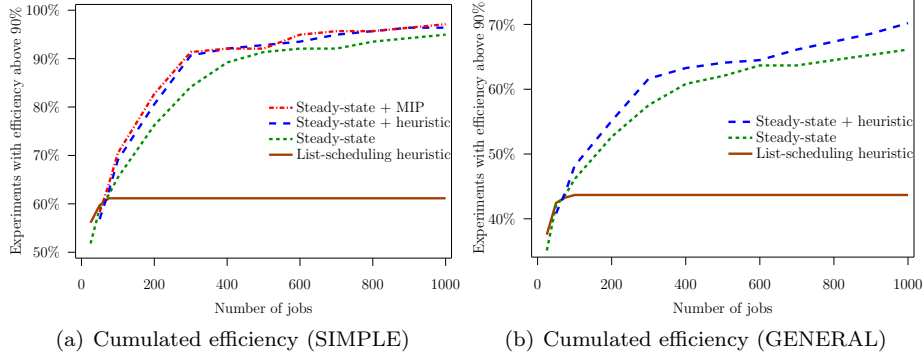 Experiments with efficiency above 90%
100%
90%
80%
70%
60%
50%
Steady-state + MIP
Steady-state + heuristic
Steady-state
List-scheduling heuristic
0 200 400 600 800 1000
Number of jobs
(a) Cumulated efficiency (SIMPLE)
Experiments with efficiency above 90%
70%
60%
50%
40%
Steady-state + heuristic
Steady-state
List-scheduling heuristic
0 200 400 600 800 1000
Number of jobs
(b) Cumulated efficiency (GENERAL)